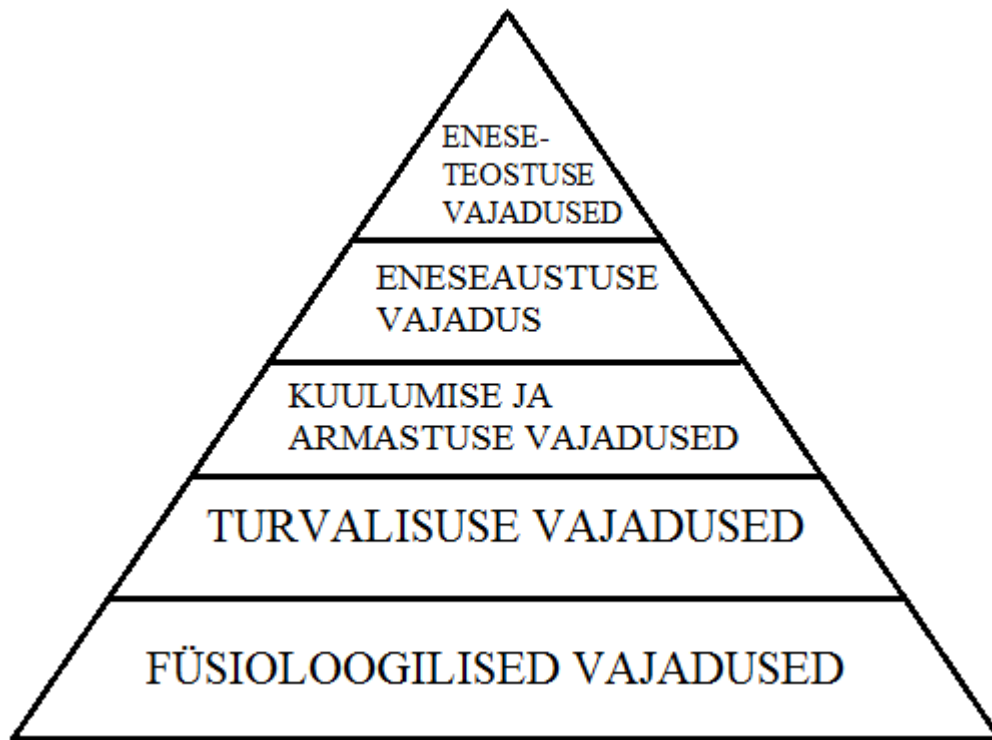 ENESE-
TEOSTUSE
VAJADUSED
ENESEAUSTUSE
VAJADUS
KUULUMISE JA
ARMASTUSE VAJADUSED
TURVALISUSE VAJADUSED
FÜSIOLOOGILISED VAJADUSED